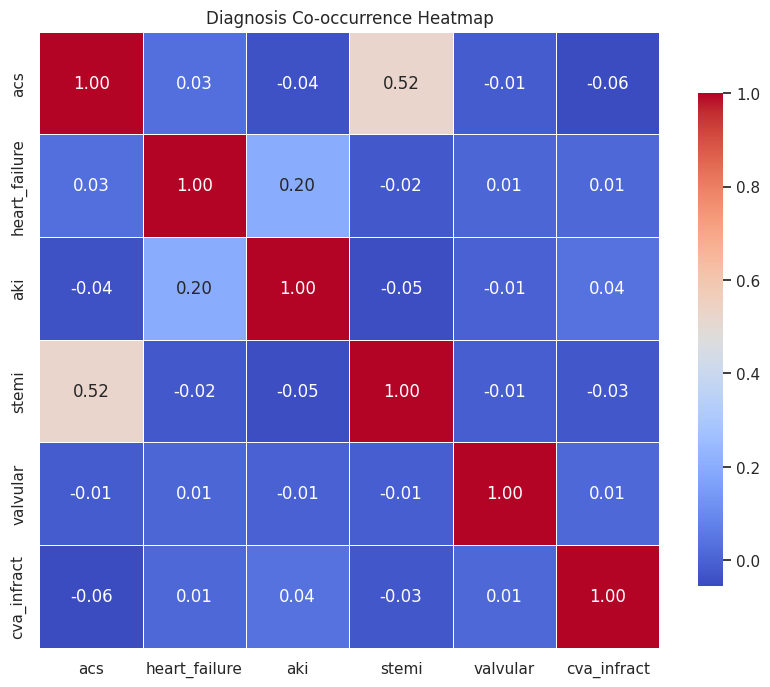 Diagnosis Co-occurrence Heatmap
acs 1.00 0.03 -0.04 0.52 -0.01 -0.06
heart_failure 0.03 1.00 0.20 -0.02 0.01 0.01
aki -0.04 0.20 1.00 -0.05 -0.01 0.04
stemi 0.52 -0.02 -0.05 1.00 -0.01 -0.03
valvular -0.01 0.01 -0.01 -0.01 1.00 0.01
cva_infract -0.06 0.01 0.04 -0.03 0.01 1.00
acs heart_failure aki stemi valvular cva_infract
1.0
0.8
0.6
0.4
0.2
0.0